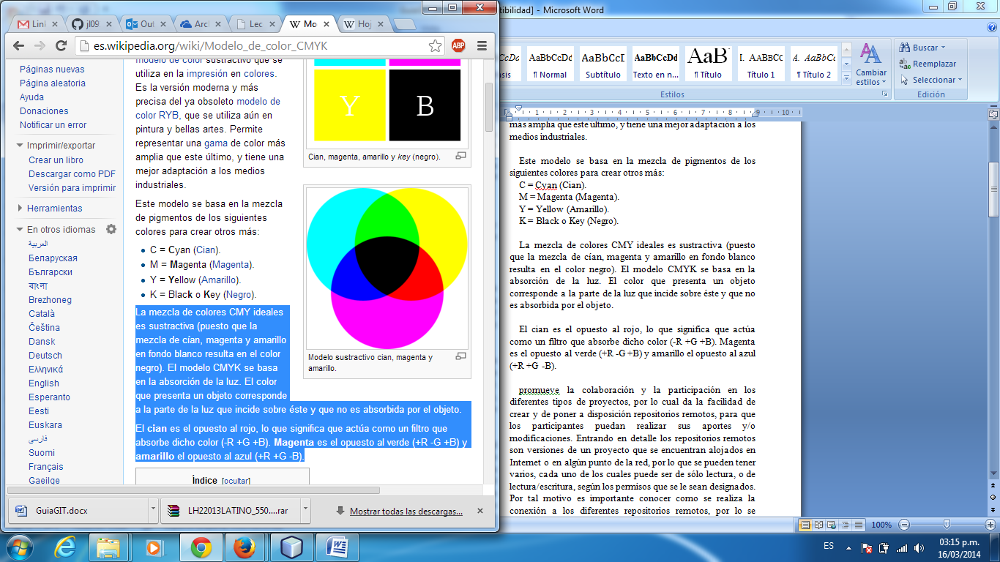 tibilidad] - Microsoft Word
Link
jl09
Out
Arc
Lec
Mo
Hoj
es.wikipedia.org/wiki/Modelo_de_color_CMYK
ABP
Páginas nuevas
Página aleatoria
Ayuda
Donaciones
Notificar un error
Imprimir/exportar
Crear un libro
Descargar como PDF
Versión para imprimir
Herramientas
En otros idiomas
العربية
Беларуская
Български
বাংলা
Brezhoneg
Català
Čeština
Dansk
Deutsch
Ελληνικά
English
Esperanto
Eesti
Euskara
فارسی
Suomi
Français
Gaeilge
modelo de color sustractivo que se
utiliza en la impresión en colores.
Es la versión moderna y más
precisa del ya obsoleto modelo de
color RYB, que se utiliza aún en
pintura y bellas artes. Permite
representar una gama de color más
amplia que este último, y tiene una
mejor adaptación a los medios
industriales.
Este modelo se basa en la mezcla
de pigmentos de los siguientes
colores para crear otros más:
C = Cyan (Cian).
M = Magenta (Magenta).
Y = Yellow (Amarillo).
K = Black o Key (Negro).
La mezcla de colores CMY ideales
es sustractiva (puesto que la
mezcla de cían, magenta y amarillo
en fondo blanco resulta en el color
negro). El modelo CMYK se basa
en la absorción de la luz. El color
que presenta un objeto corresponde
a la parte de la luz que incide sobre éste y que no es absorbida por el objeto.
El cian es el opuesto al rojo, lo que significa que actúa como un filtro que
absorbe dicho color (-R +G +B). Magenta es el opuesto al verde (+R -G +B) y
amarillo el opuesto al azul (+R +G -B).
Índice [ocultar]
Y
B
Cian, magenta, amarillo y key (negro).
Modelo sustractivo cian, magenta y
amarillo.
GuiaGIT.docx
LH22013LATINO_550....rar
Mostrar todas las descargas...
AaBbCcDd AaBbCcDd AaBbCcI AaBbCcDd AaB I. AABBCC A. AaBbCc
asis
¶ Normal
Subtítulo
Texto en n...
¶ Título
Título 1
¶ Título 2
Cambiar
estilos
Buscar
Reemplazar
Seleccionar
Estilos
Edición
1 2 3 4 5 6 7 8 9 10
más amplia que este último, y tiene una mejor adaptación a los
medios industriales.
Este modelo se basa en la mezcla de pigmentos de los
siguientes colores para crear otros más:
C = Cyan (Cian).
M = Magenta (Magenta).
Y = Yellow (Amarillo).
K = Black o Key (Negro).
La mezcla de colores CMY ideales es sustractiva (puesto
que la mezcla de cían, magenta y amarillo en fondo blanco
resulta en el color negro). El modelo CMYK se basa en la
absorción de la luz. El color que presenta un objeto
corresponde a la parte de la luz que incide sobre éste y que no
es absorbida por el objeto.
El cian es el opuesto al rojo, lo que significa que actúa
como un filtro que absorbe dicho color (-R +G +B). Magenta
es el opuesto al verde (+R -G +B) y amarillo el opuesto al azul
(+R +G -B).
promueve la colaboración y la participación en los
diferentes tipos de proyectos, por lo cual da la facilidad de
crear y de poner a disposición repositorios remotos, para que
los participantes puedan realizar sus aportes y/o
modificaciones. Entrando en detalle los repositorios remotos
son versiones de un proyecto que se encuentran alojados en
Internet o en algún punto de la red, por lo que se pueden tener
varios, cada uno de los cuales puede ser de sólo lectura, o de
lectura/escritura, según los permisos que se le sean designados.
Por tal motivo es importante conocer como se realiza la
conexión a los diferentes repositorios remotos, por lo se
100%
ES
03:15 p.m.
16/03/2014